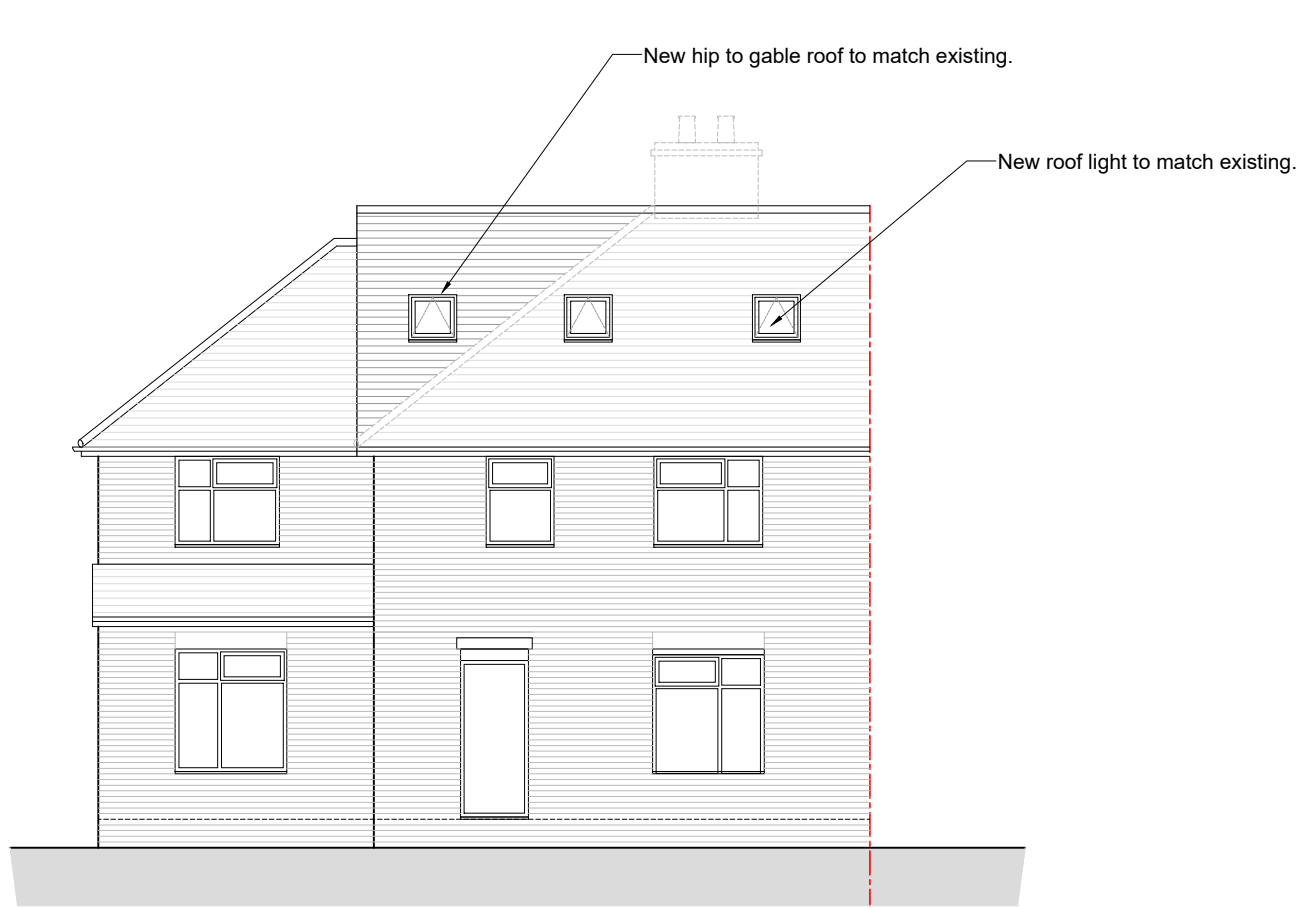 New hip to gable roof to match existing.
New roof light to match existing.